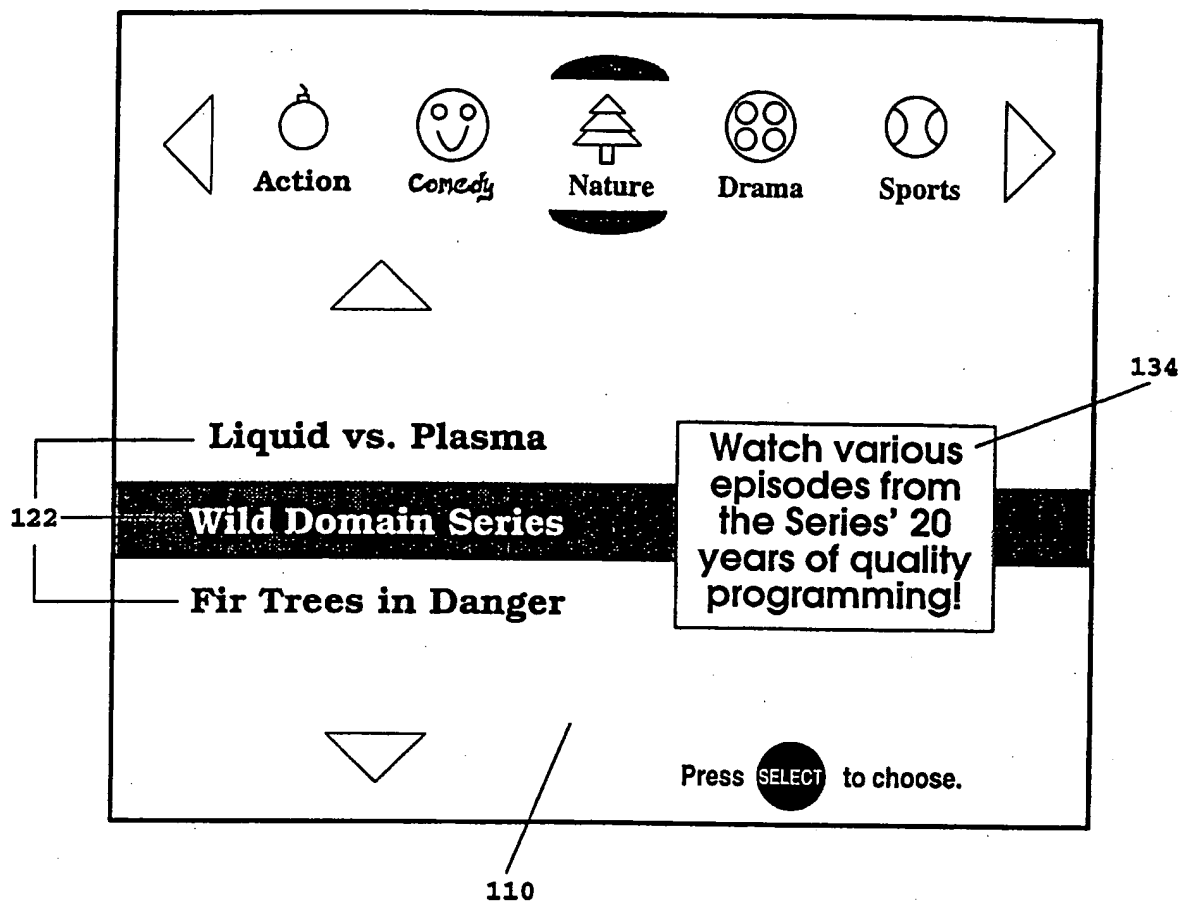 Action Comedy Nature Drama Sports
134
Liquid vs. Plasma
122
Wild Domain Series
Fir Trees in Danger
Watch various
episodes from
the Series’ 20
years of quality
programming!
Press SELECT to choose.
110